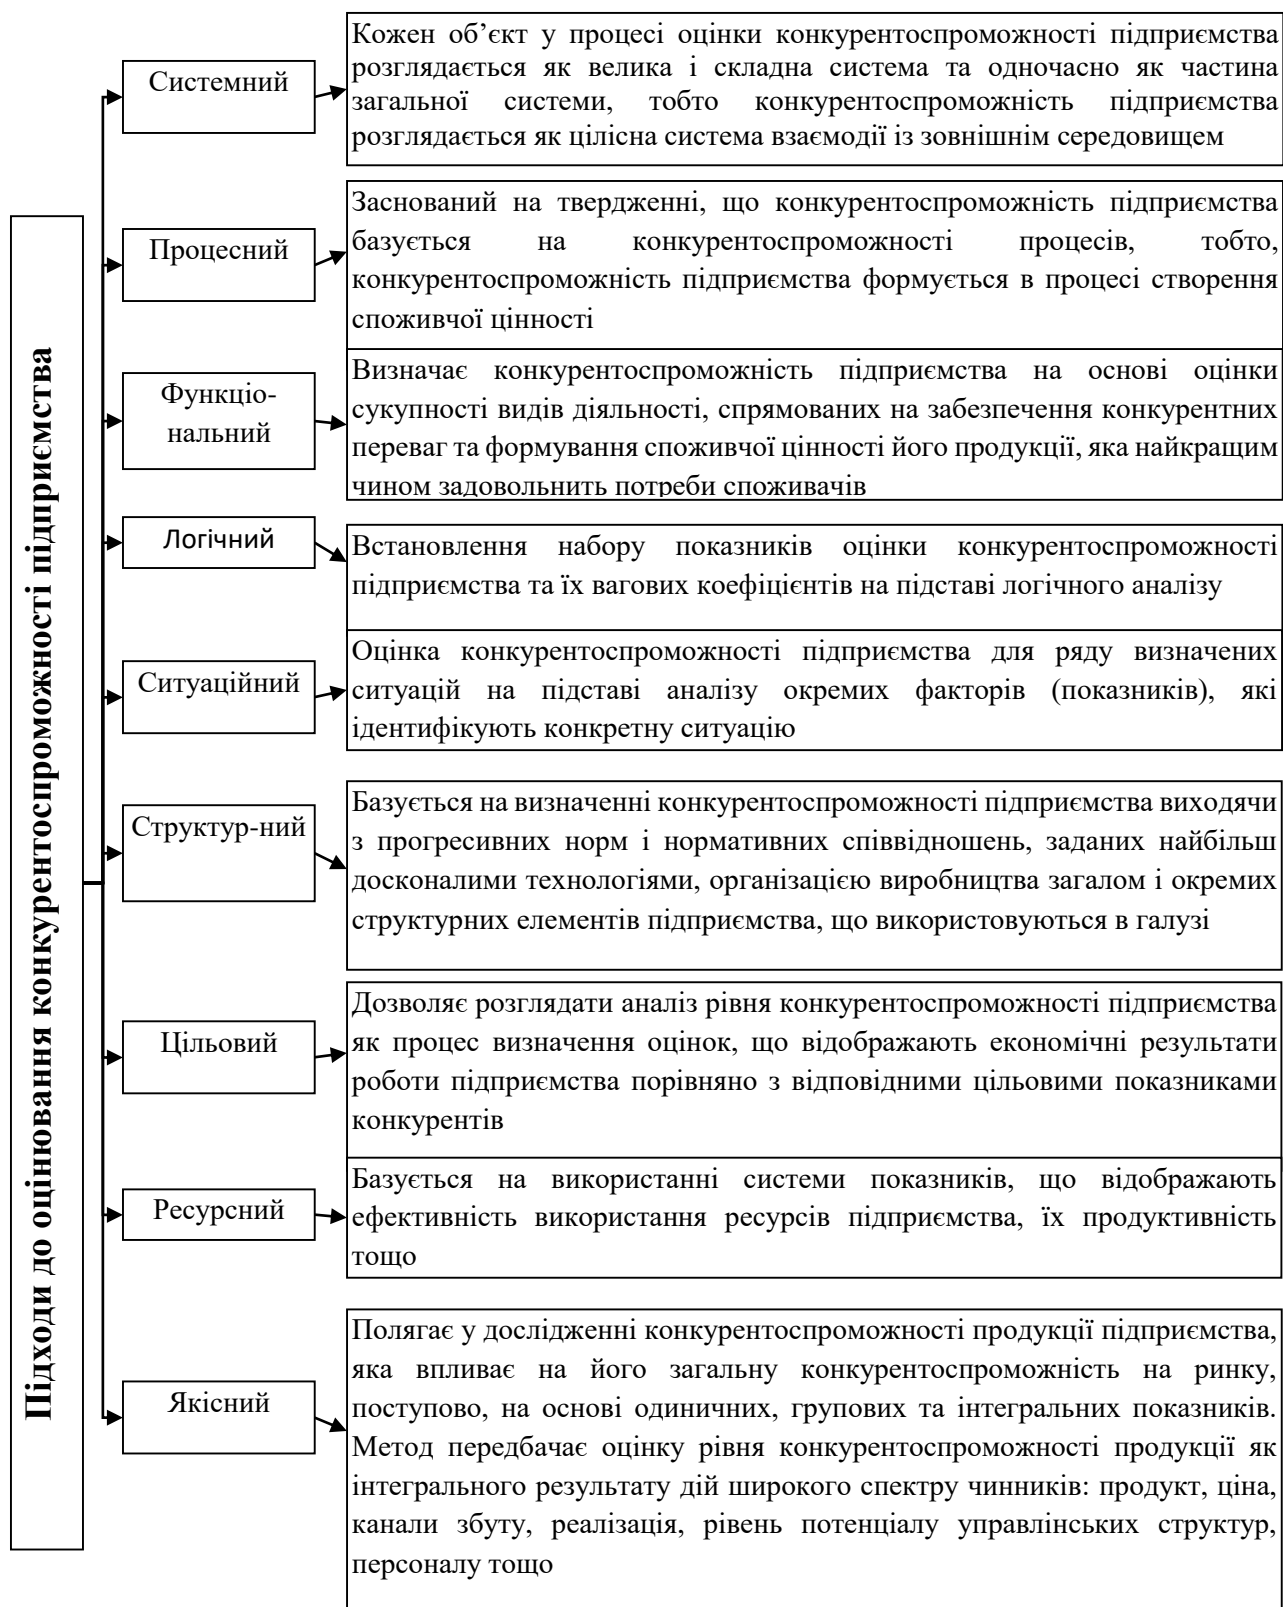 Підходи до оцінювання конкурентоспроможності підприємства
Системний
Кожен об’єкт у процесі оцінки конкурентоспроможності підприємства
розглядається як велика і складна система та одночасно як частина
загальної системи, тобто конкурентоспроможність підприємства
розглядається як цілісна система взаємодії із зовнішнім середовищем
Процесний
Заснований на твердженні, що конкурентоспроможність підприємства
базується на конкурентоспроможності процесів, тобто,
конкурентоспроможність підприємства формується в процесі створення
споживчої цінності
Функціо-
нальний
Визначає конкурентоспроможність підприємства на основі оцінки
сукупності видів діяльності, спрямованих на забезпечення конкурентних
переваг та формування споживчої цінності його продукції, яка найкращим
чином задовольнить потреби споживачів
Логічний
Встановлення набору показників оцінки конкурентоспроможності
підприємства та їх вагових коефіцієнтів на підставі логічного аналізу
Ситуаційний
Оцінка конкурентоспроможності підприємства для ряду визначених
ситуацій на підставі аналізу окремих факторів (показників), які
ідентифікують конкретну ситуацію
Структур-ний
Базується на визначенні конкурентоспроможності підприємства виходячи
з прогресивних норм і нормативних співвідношень, заданих найбільш
досконалими технологіями, організацією виробництва загалом і окремих
структурних елементів підприємства, що використовуються в галузі
Цільовий
Дозволяє розглядати аналіз рівня конкурентоспроможності підприємства
як процес визначення оцінок, що відображають економічні результати
роботи підприємства порівняно з відповідними цільовими показниками
конкурентів
Ресурсний
Базується на використанні системи показників, що відображають
ефективність використання ресурсів підприємства, їх продуктивність
тощо
Якісний
Полягає у дослідженні конкурентоспроможності продукції підприємства,
яка впливає на його загальну конкурентоспроможність на ринку,
поступово, на основі одиничних, групових та інтегральних показників.
Метод передбачає оцінку рівня конкурентоспроможності продукції як
інтегрального результату дій широкого спектру чинників: продукт, ціна,
канали збуту, реалізація, рівень потенціалу управлінських структур,
персоналу тощо